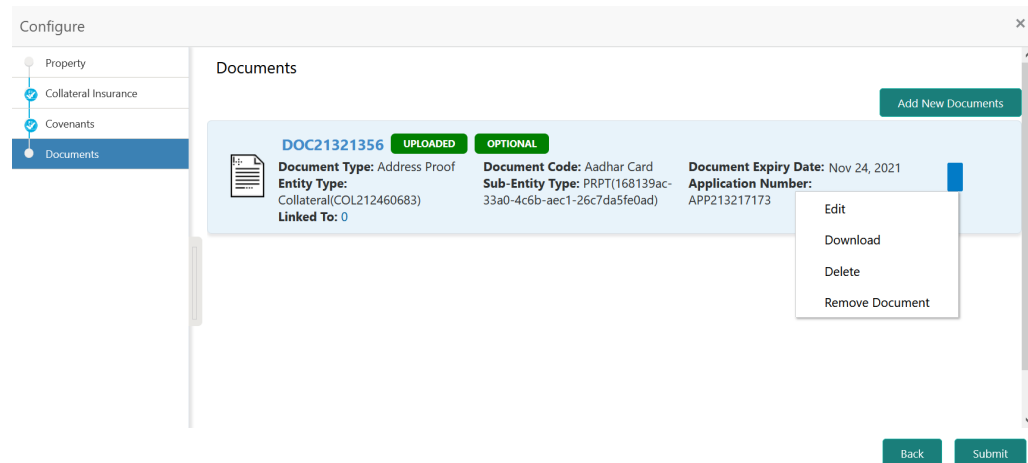 Configure
×
Property
Collateral Insurance
Covenants
Documents
Documents
Add New Documents
DOC21321356 UPLOADED OPTIONAL
Document Type: Address Proof
Entity Type:
Collateral(COL212460683)
Linked To: 0
Document Code: Aadhar Card
Sub-Entity Type: PRPT(168139ac-
33a0-4c6b-aec1-26c7da5fe0ad)
Document Expiry Date: Nov 24, 2021
Application Number:
APP213217173
Edit
Download
Delete
Remove Document
Back
Submit